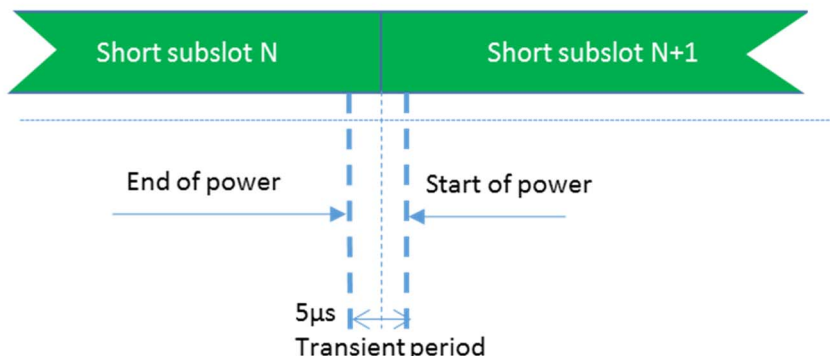 Short subslot N
Short subslot N+1
End of power
Start of power
5µs
Transient period